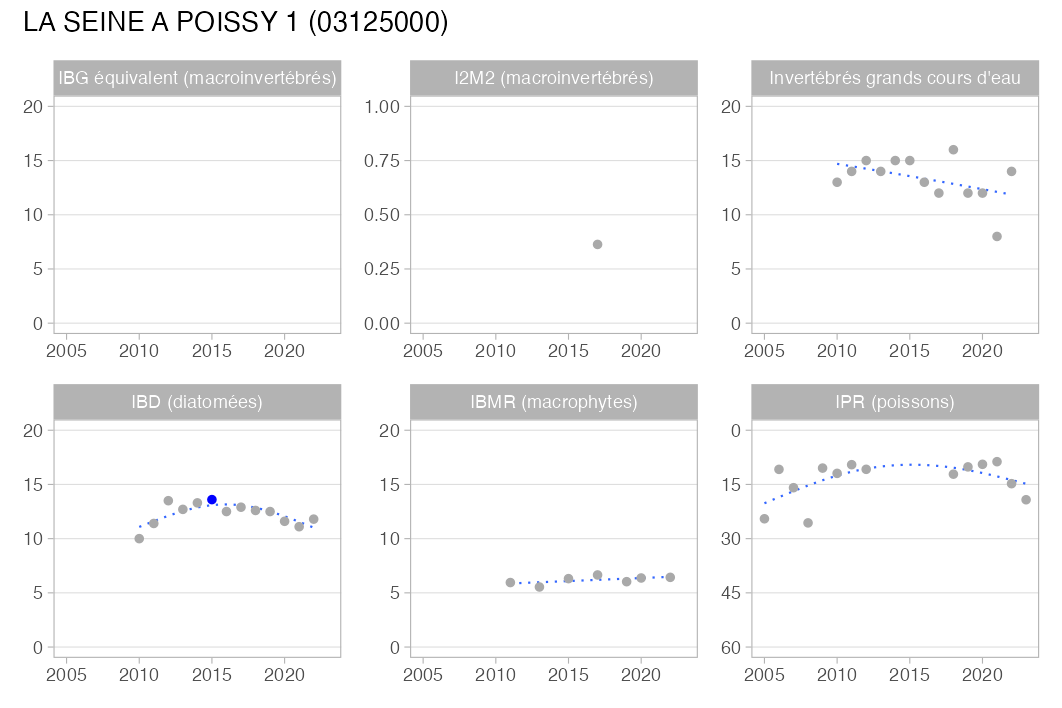 LA SEINE A POISSY 1 (03125000)
IBG équivalent (macroinvertébrés)
I2M2 (macroinvertébrés)
Invertébrés grands cours d'eau
20
15
10
5
0
1.00
0.75
0.50
0.25
0.00
20
15
10
5
0
2005 2010 2015 2020
2005 2010 2015 2020
2005 2010 2015 2020
IBD (diatomées)
IBMR (macrophytes)
IPR (poissons)
20
15
10
5
0
20
15
10
5
0
0
15
30
45
60
2005 2010 2015 2020
2005 2010 2015 2020
2005 2010 2015 2020